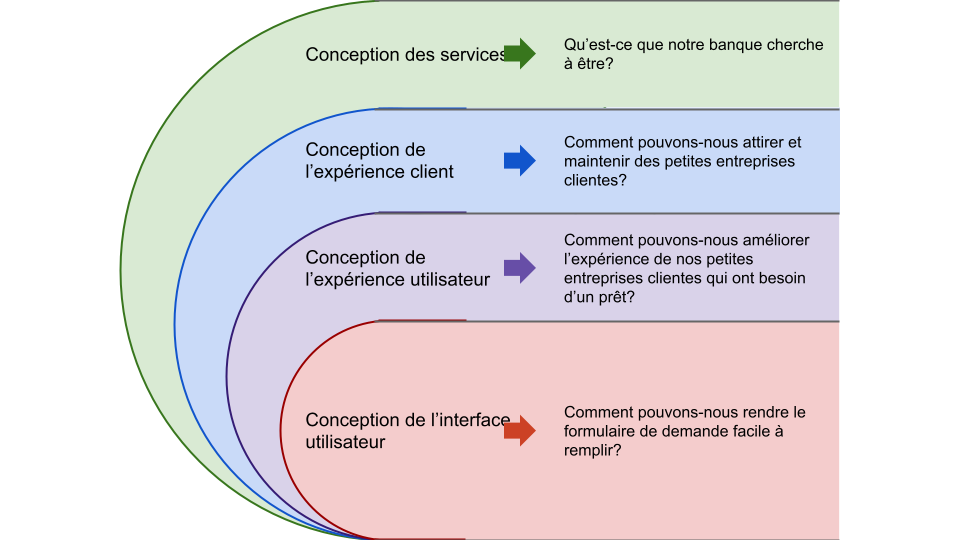 Conception des services
Qu’est-ce que notre banque cherche
à être?
Conception de
l’expérience client
Comment pouvons-nous attirer et
maintenir des petites entreprises
clientes?
Conception de
l’expérience utilisateur
Comment pouvons-nous améliorer
l’expérience de nos petites
entreprises clientes qui ont besoin
d’un prêt?
Conception de l’interface
utilisateur
Comment pouvons-nous rendre le
formulaire de demande facile à
remplir?